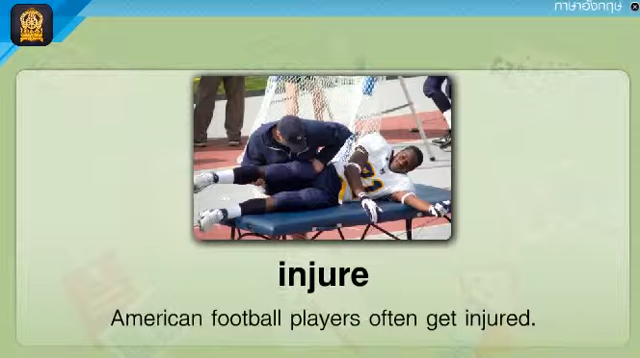 ภาษาอังกฤษ
injure
American football players often get injured.